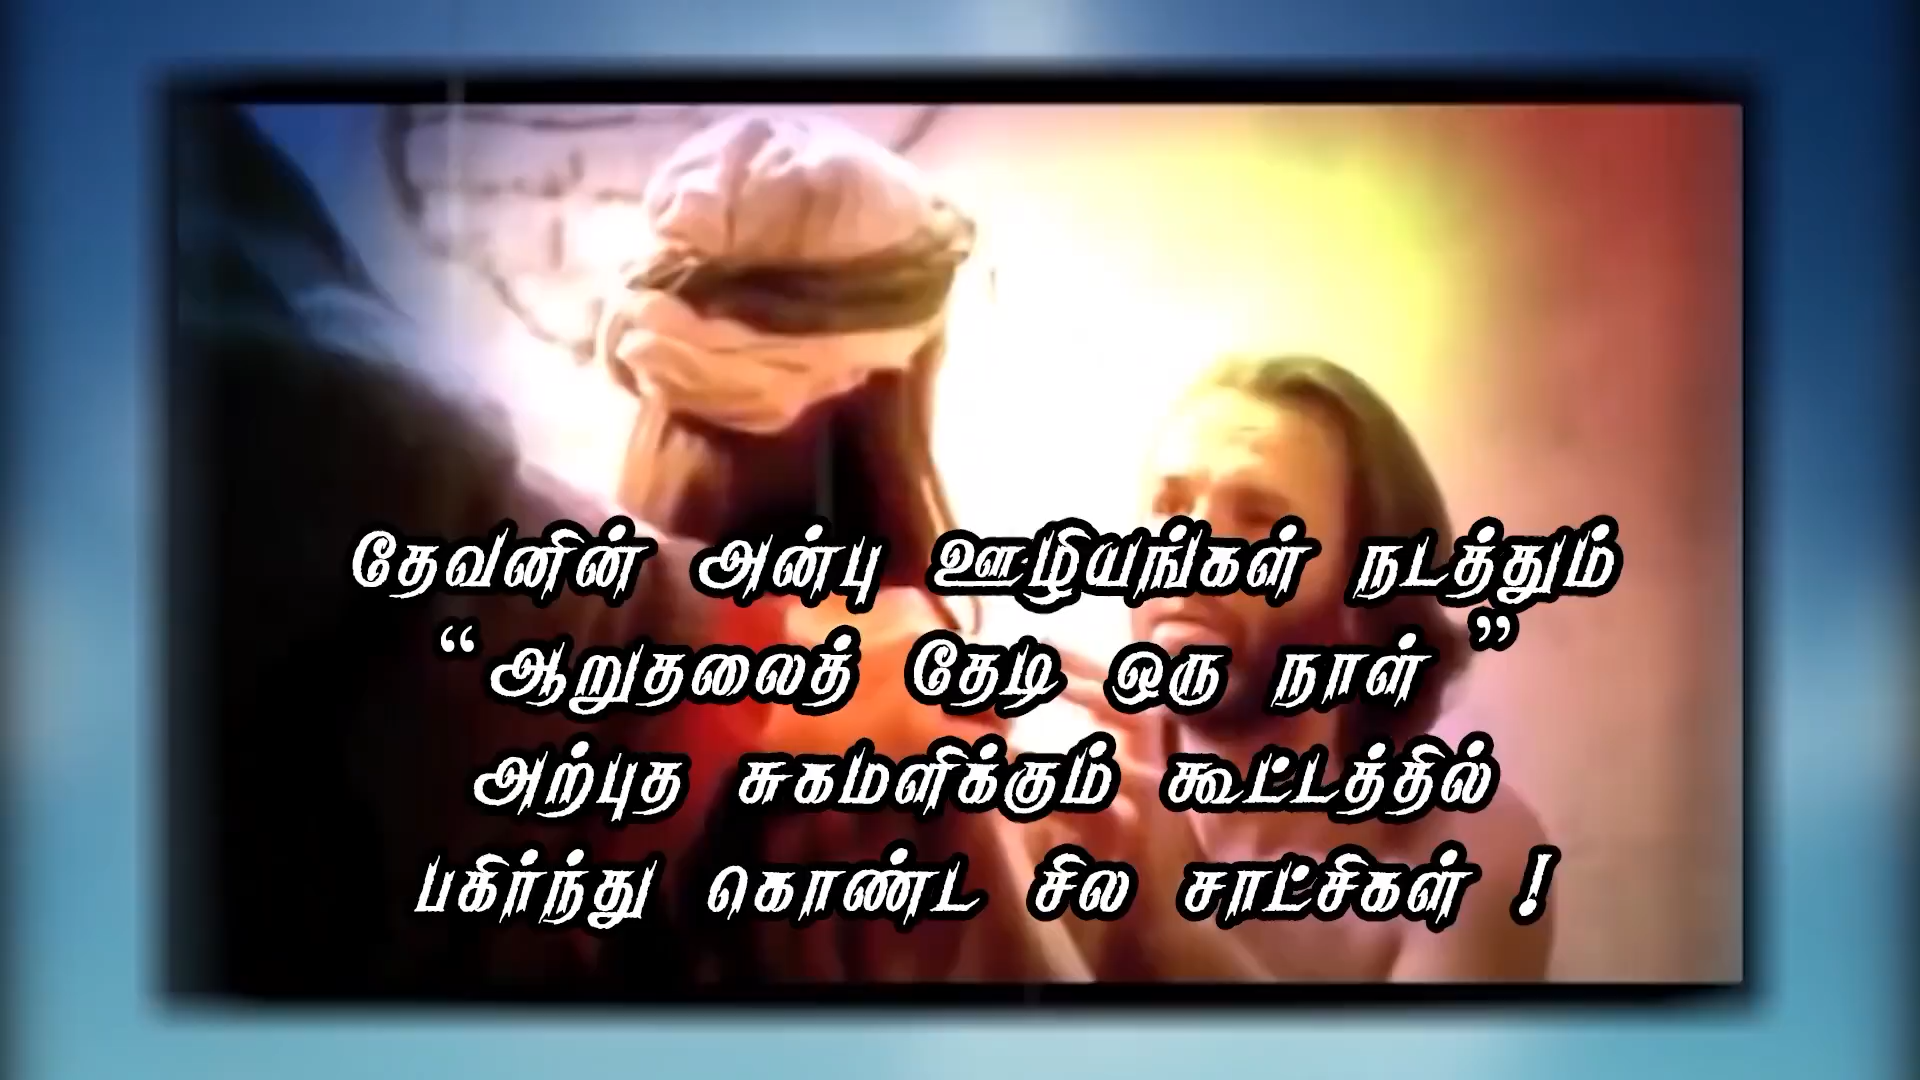 தேவனின் அன்பு ஊழியங்கள் நடத்தும்
“ஆறுதலைத் தேடி ஒரு நாள் ”
அற்புத சுகமளிக்கும் கூட்டத்தில்
பகிர்ந்து கொண்ட சில சாட்சிகள் !